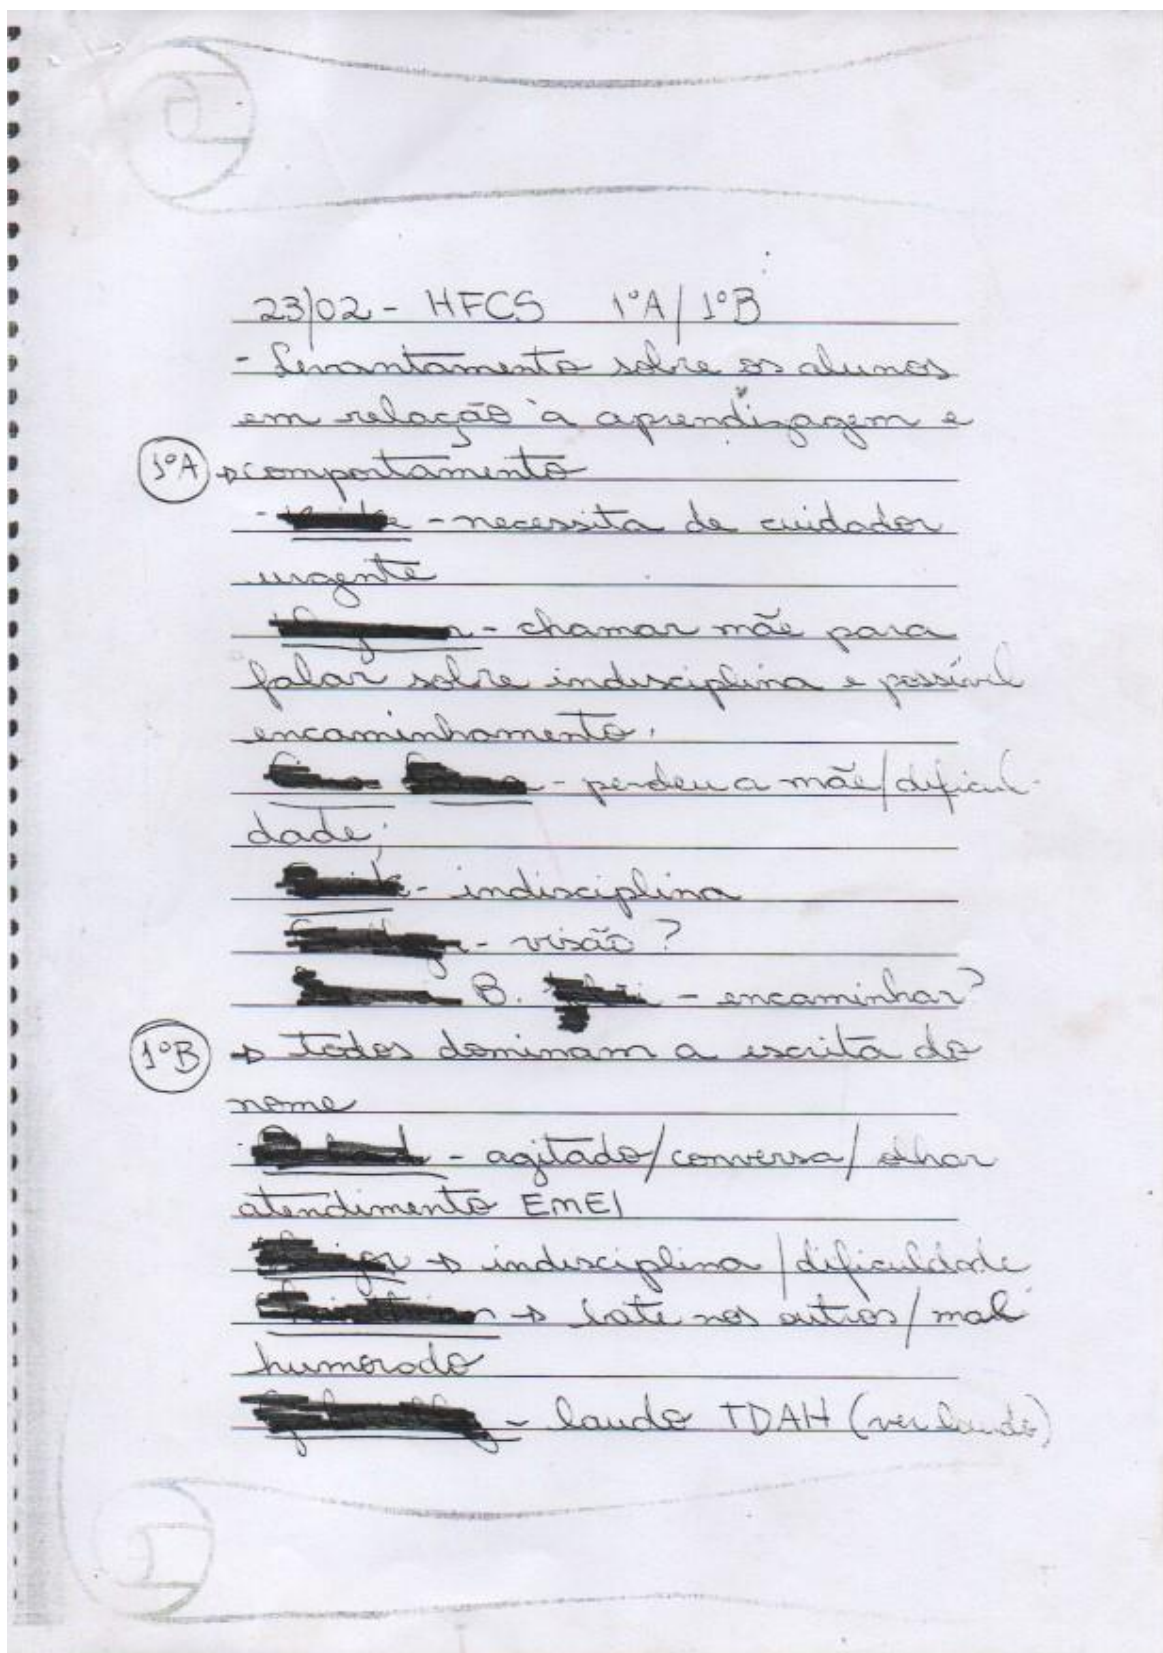 23/02 - HFCS 1ºA / 1ºB
- Levantamento sobre os alunos
em relação à aprendizagem e
1ºA → comportamento
- necessita de cuidador
urgente
- chamar mãe para
falar sobre indisciplina e possível
encaminhamento.
- perdeu a mãe/dificul-
dade;
- indisciplina
- visão?
B. - encaminhar?
1ºB → todos dominam a escrita do
nome
- agitado/conversa/olhar
atendimento EMEI
→ indisciplina/dificuldade
→ bate nos outros/mal
humorado
- laudo TDAH (ver laudo)